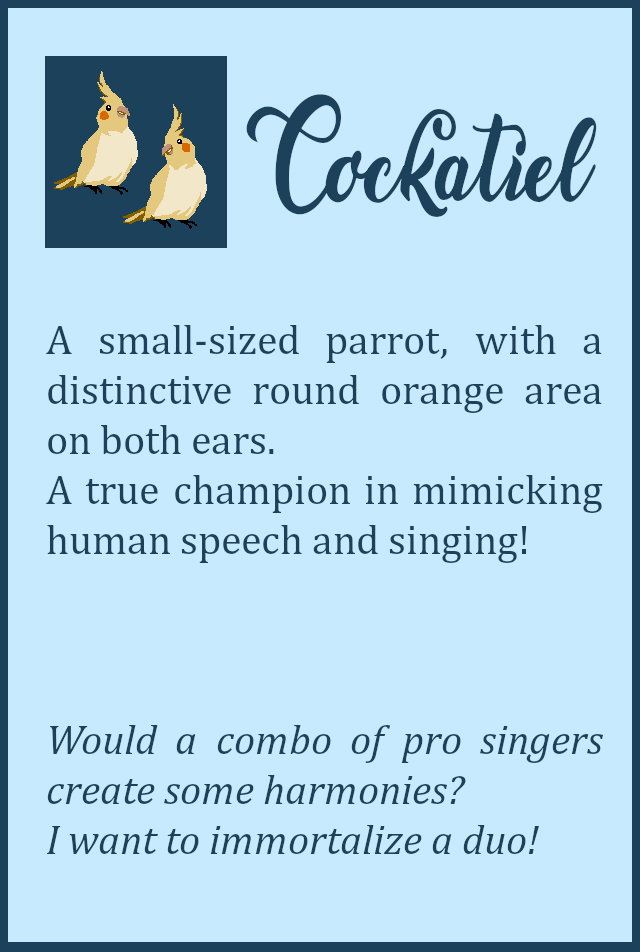 Cockatiel
A small-sized parrot, with a
distinctive round orange area
on both ears.
A true champion in mimicking
human speech and singing!
Would a combo of pro singers
create some harmonies?
I want to immortalize a duo!